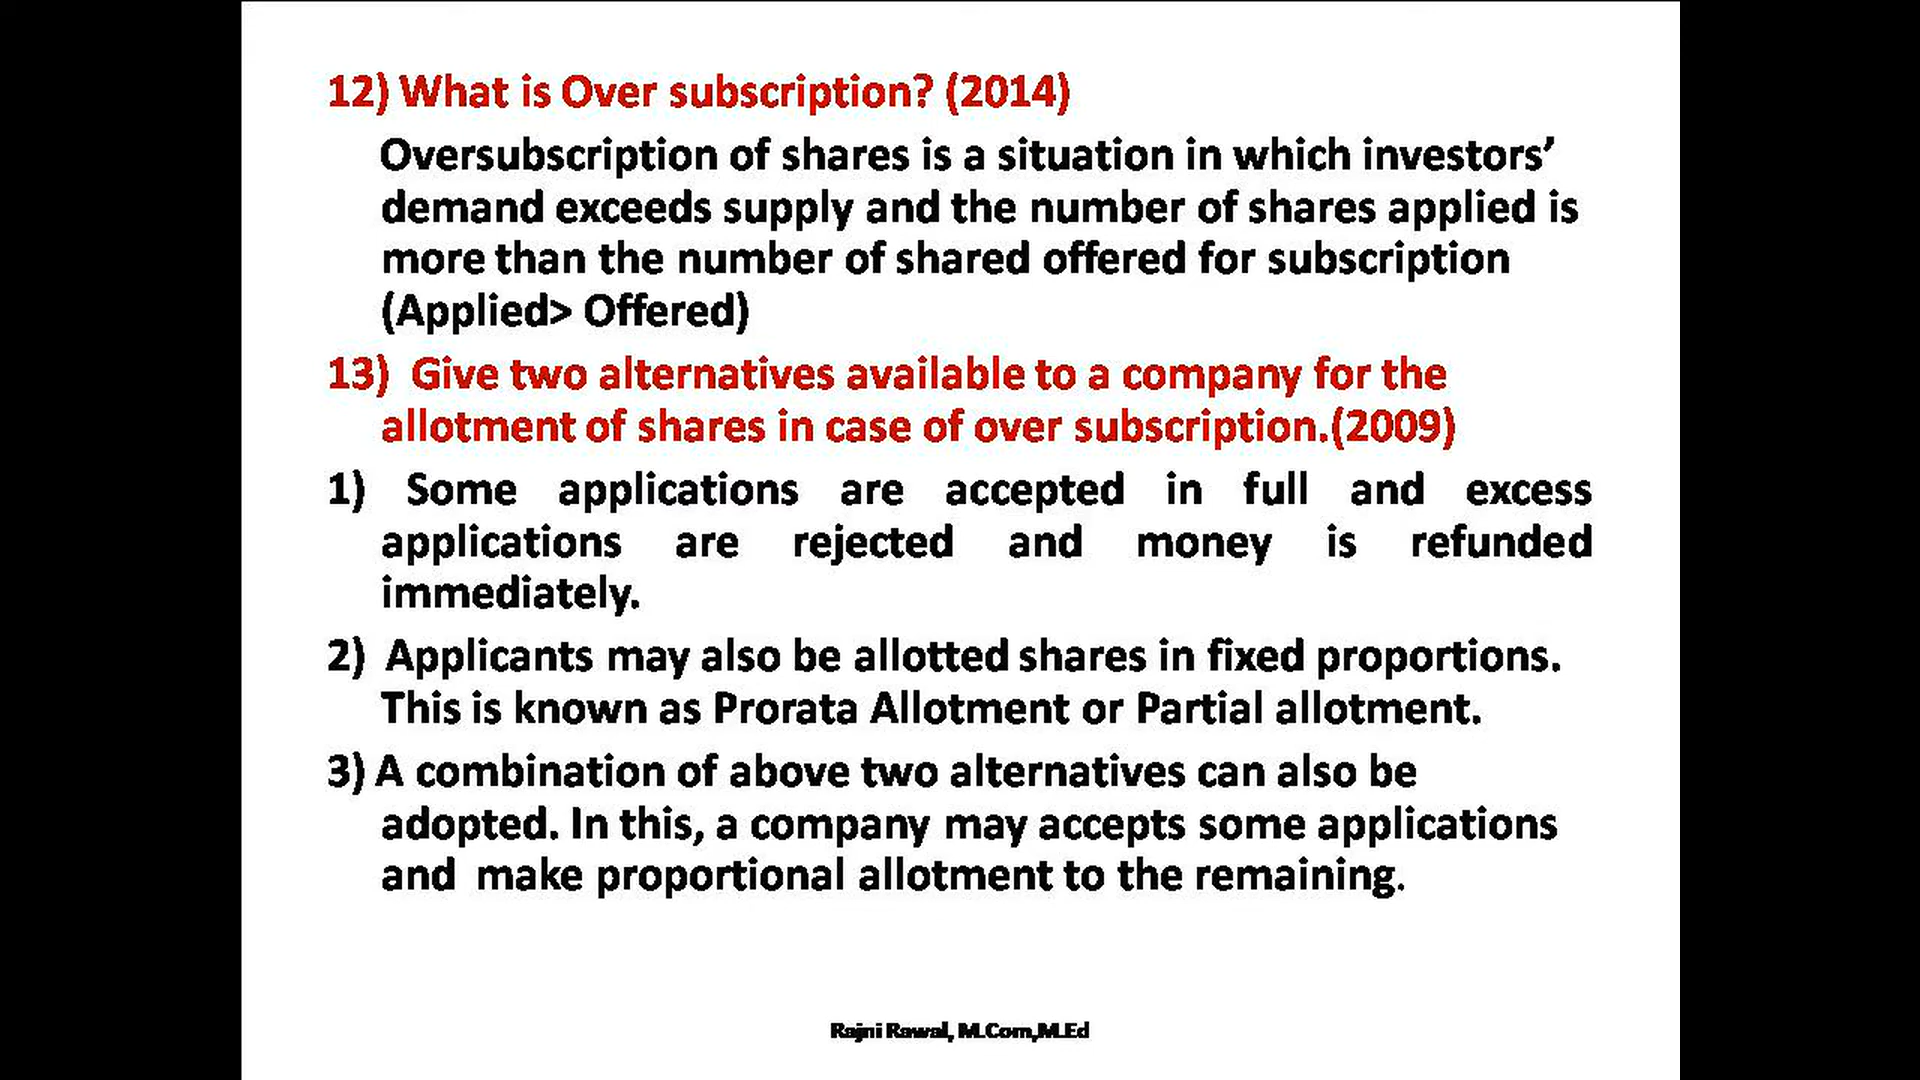 12) What is Over subscription? (2014)
Oversubscription of shares is a situation in which investors’
demand exceeds supply and the number of shares applied is
more than the number of shared offered for subscription
(Applied> Offered)
13) Give two alternatives available to a company for the
allotment of shares in case of over subscription.(2009)
1) Some applications are accepted in full and excess
applications are rejected and money is refunded
immediately.
2) Applicants may also be allotted shares in fixed proportions.
This is known as Prorata Allotment or Partial allotment.
3) A combination of above two alternatives can also be
adopted. In this, a company may accepts some applications
and make proportional allotment to the remaining.
Rajni Rawal, M.Com,M.Ed